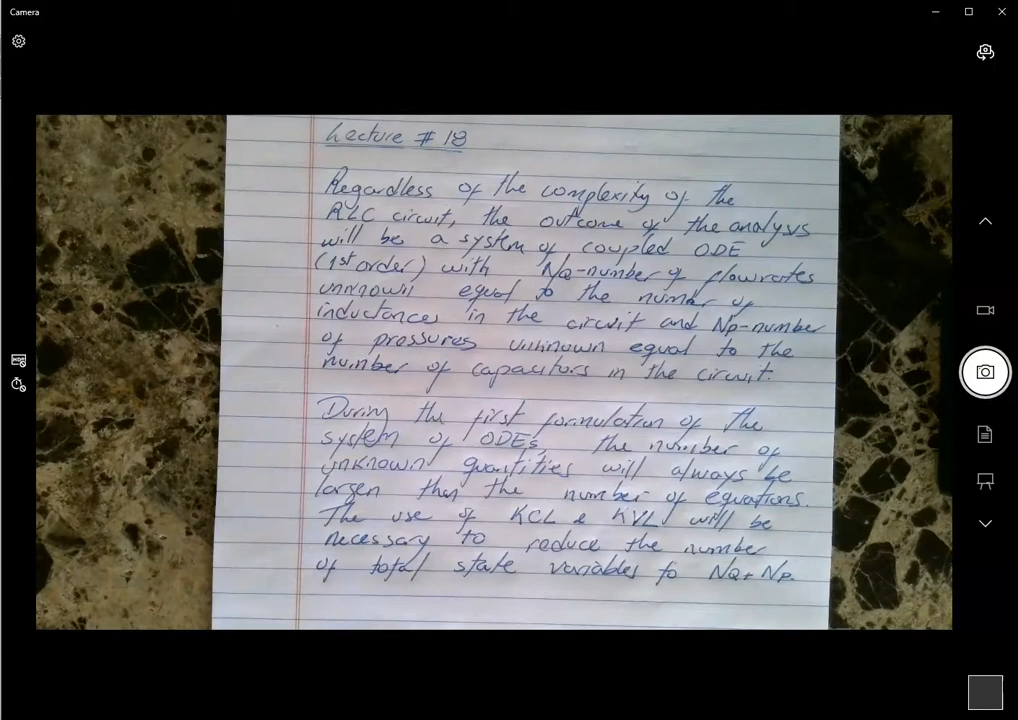 Camera
Lecture # 18
Regardless of the complexity of the
RLC circuit, the outcome of the analysis
will be a system of coupled ODE
(1st order) with NQ-number of flowrates
unknown equal to the numer of
inductances in the circuit and Np-number
of pressures unknown equal to the
number of capacitors in the circuit.
During the first formulation of the
system of ODEs, the number of
unknown quantities will always be
larger than the number of equations.
The use of KCL & KVL will be
necessary to reduce the number
of total state variables to NQ+Np.